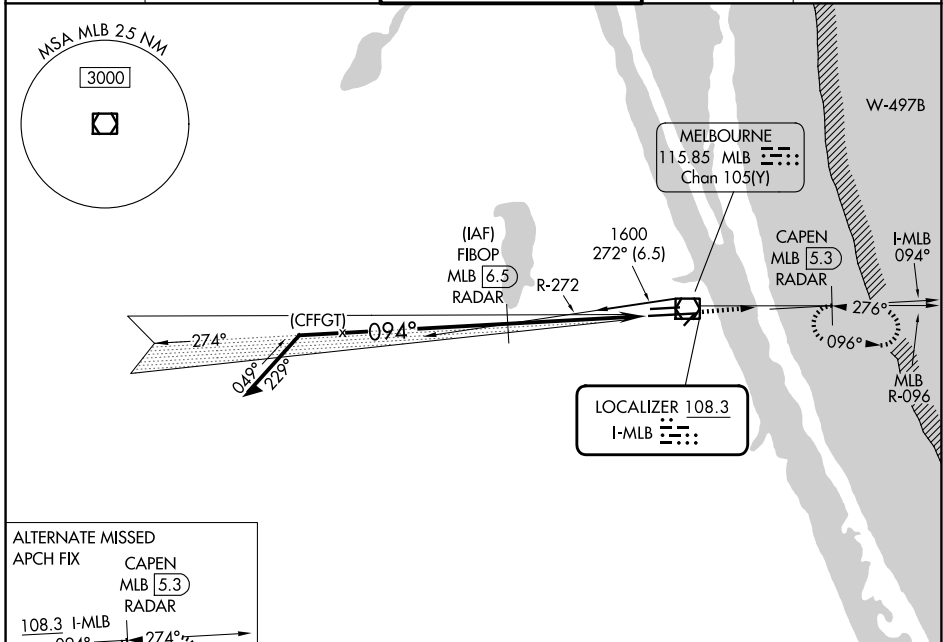 MSA MLB 25 NM
3000
W-497B
MELBOURNE
115.85 MLB
Chan 105(Y)
(IAF)
FIBOP
MLB 6.5
RADAR
1600
272° (6.5)
R-272
CAPEN
MLB 5.3
RADAR
I-MLB
094°
276°
096°
MLB
R-096
(CFFGT)
094°
274°
049°
229°
LOCALIZER 108.3
I-MLB
ALTERNATE MISSED
APCH FIX
CAPEN
MLB 5.3
RADAR
108.3 I-MLB
094°
274°